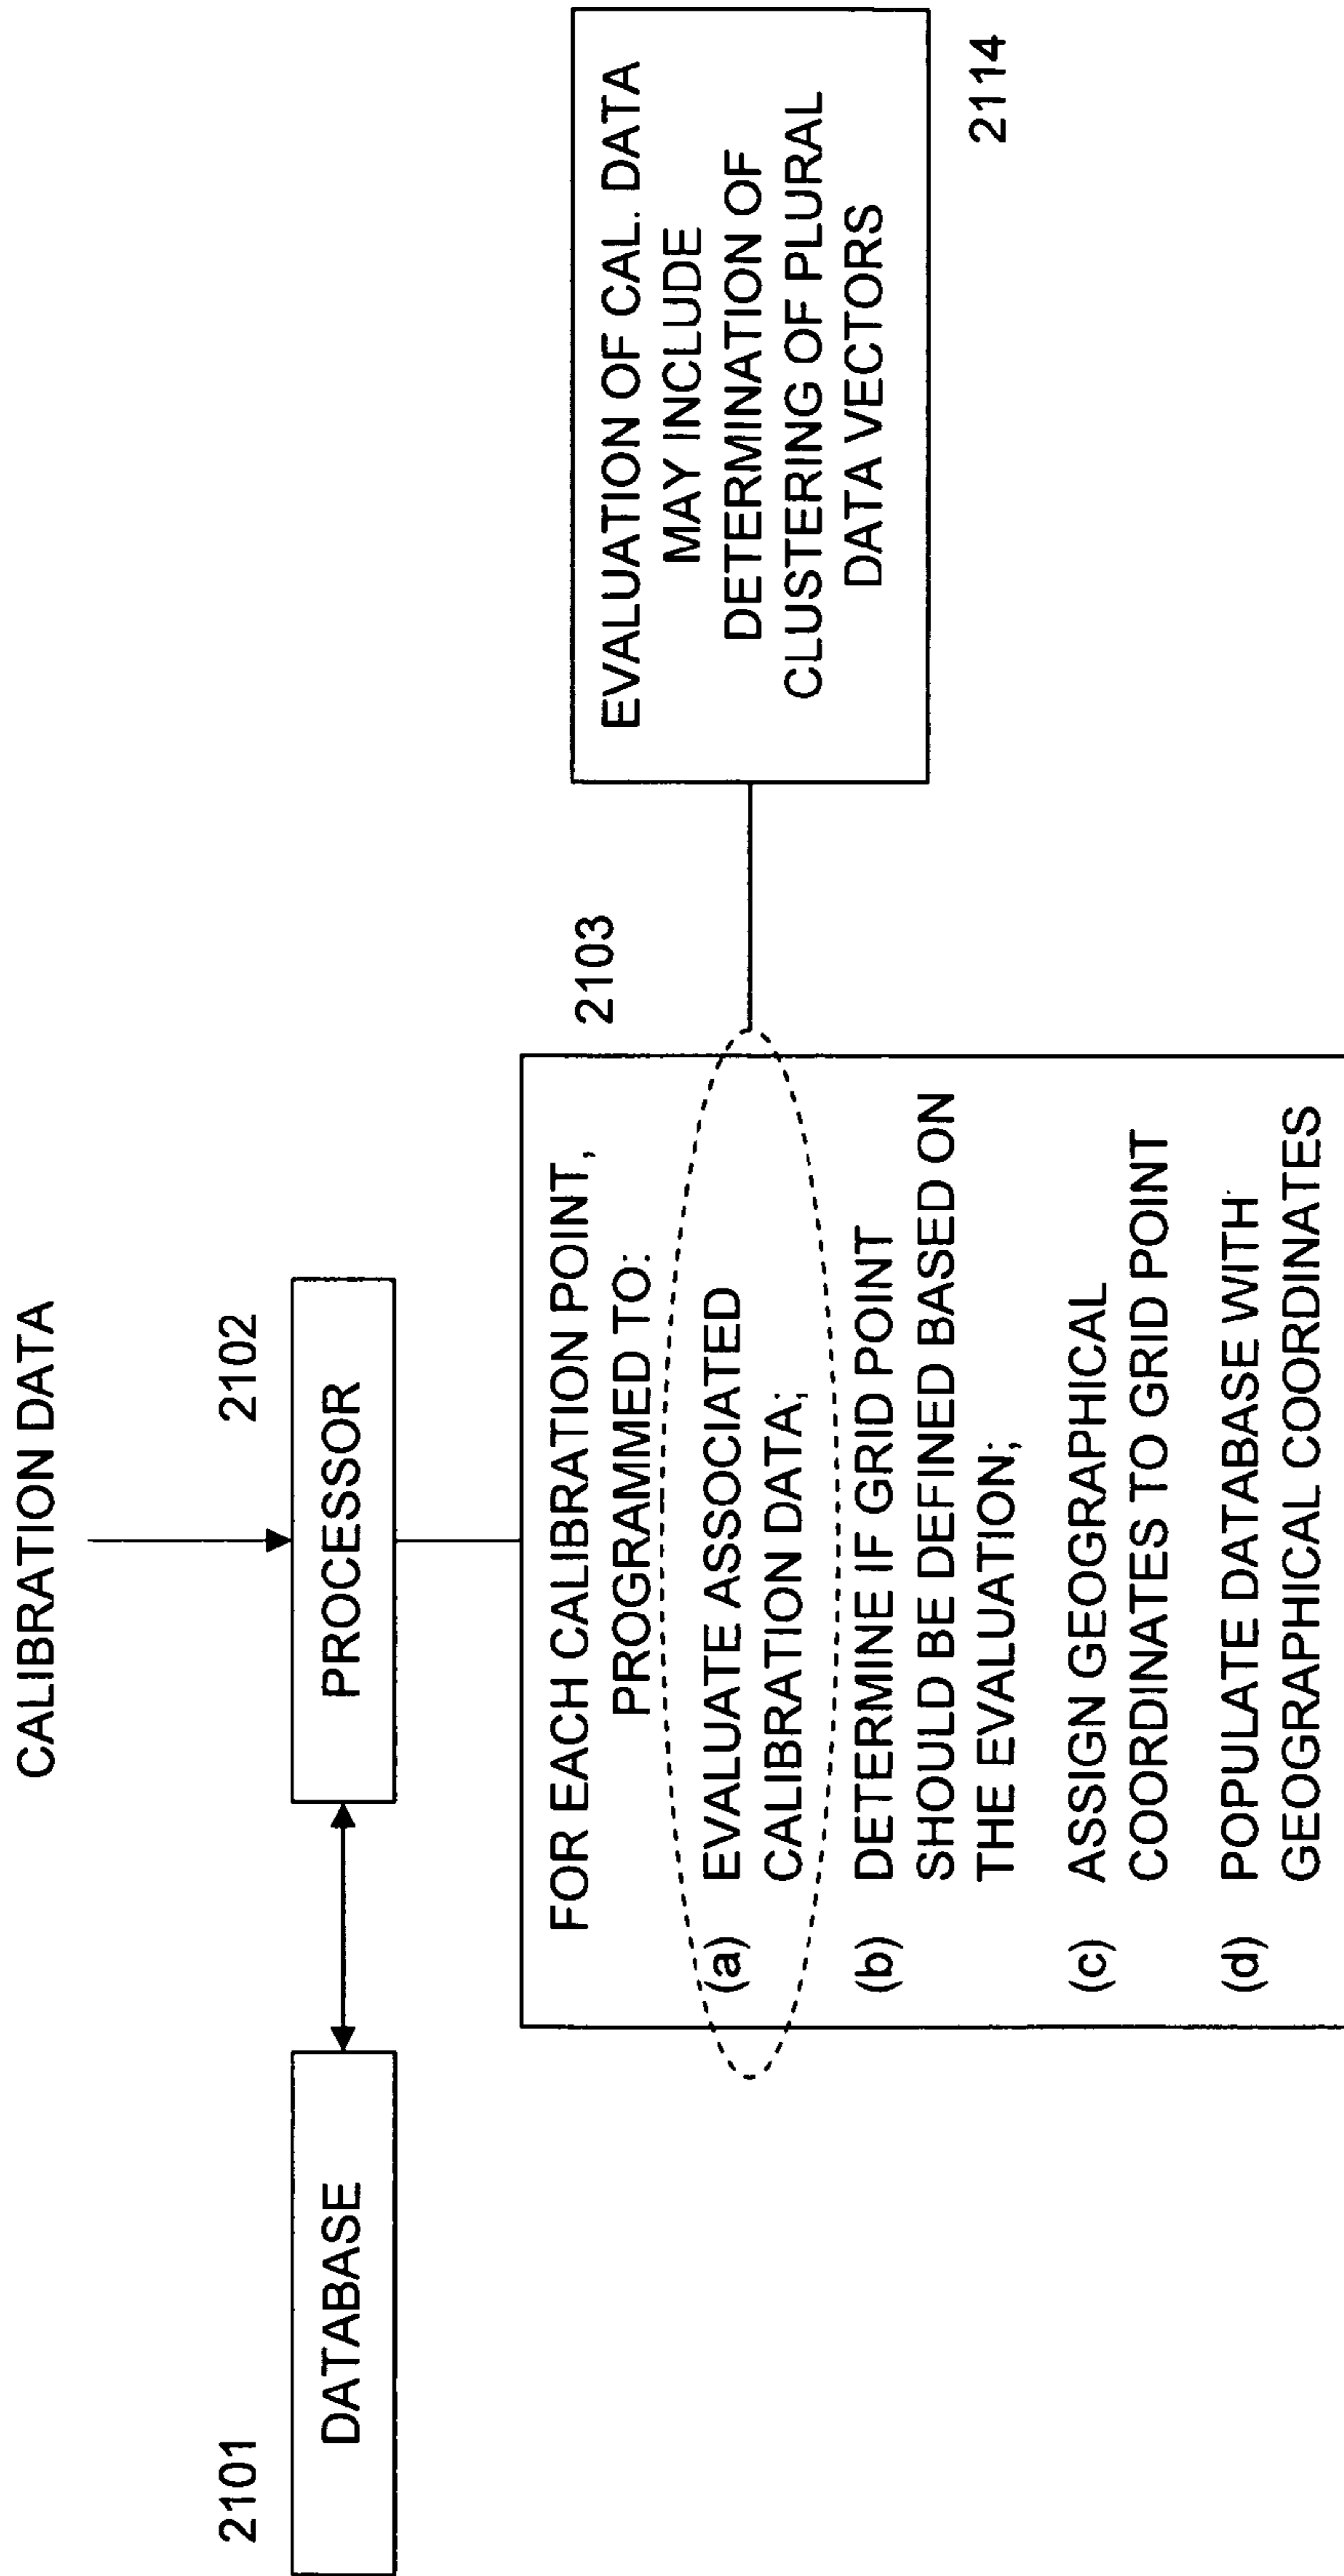 CALIBRATION DATA
2101
2102
DATABASE
PROCESSOR
2103
FOR EACH CALIBRATION POINT,
PROGRAMMED TO:
(a) EVALUATE ASSOCIATED
CALIBRATION DATA;
(b) DETERMINE IF GRID POINT
SHOULD BE DEFINED BASED ON
THE EVALUATION;
(c) ASSIGN GEOGRAPHICAL
COORDINATES TO GRID POINT
(d) POPULATE DATABASE WITH
GEOGRAPHICAL COORDINATES
EVALUATION OF CAL. DATA
MAY INCLUDE
DETERMINATION OF
CLUSTERING OF PLURAL
DATA VECTORS
2114